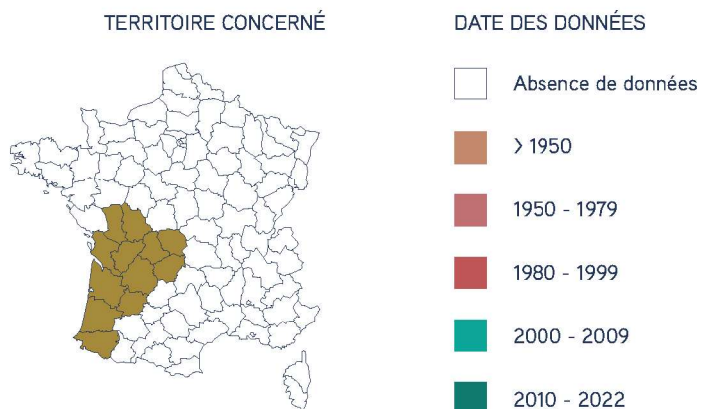 TERRITOIRE CONCERNÉ
DATE DES DONNÉES
Absence de données
> 1950
1950 - 1979
1980 - 1999
2000 - 2009
2010 - 2022